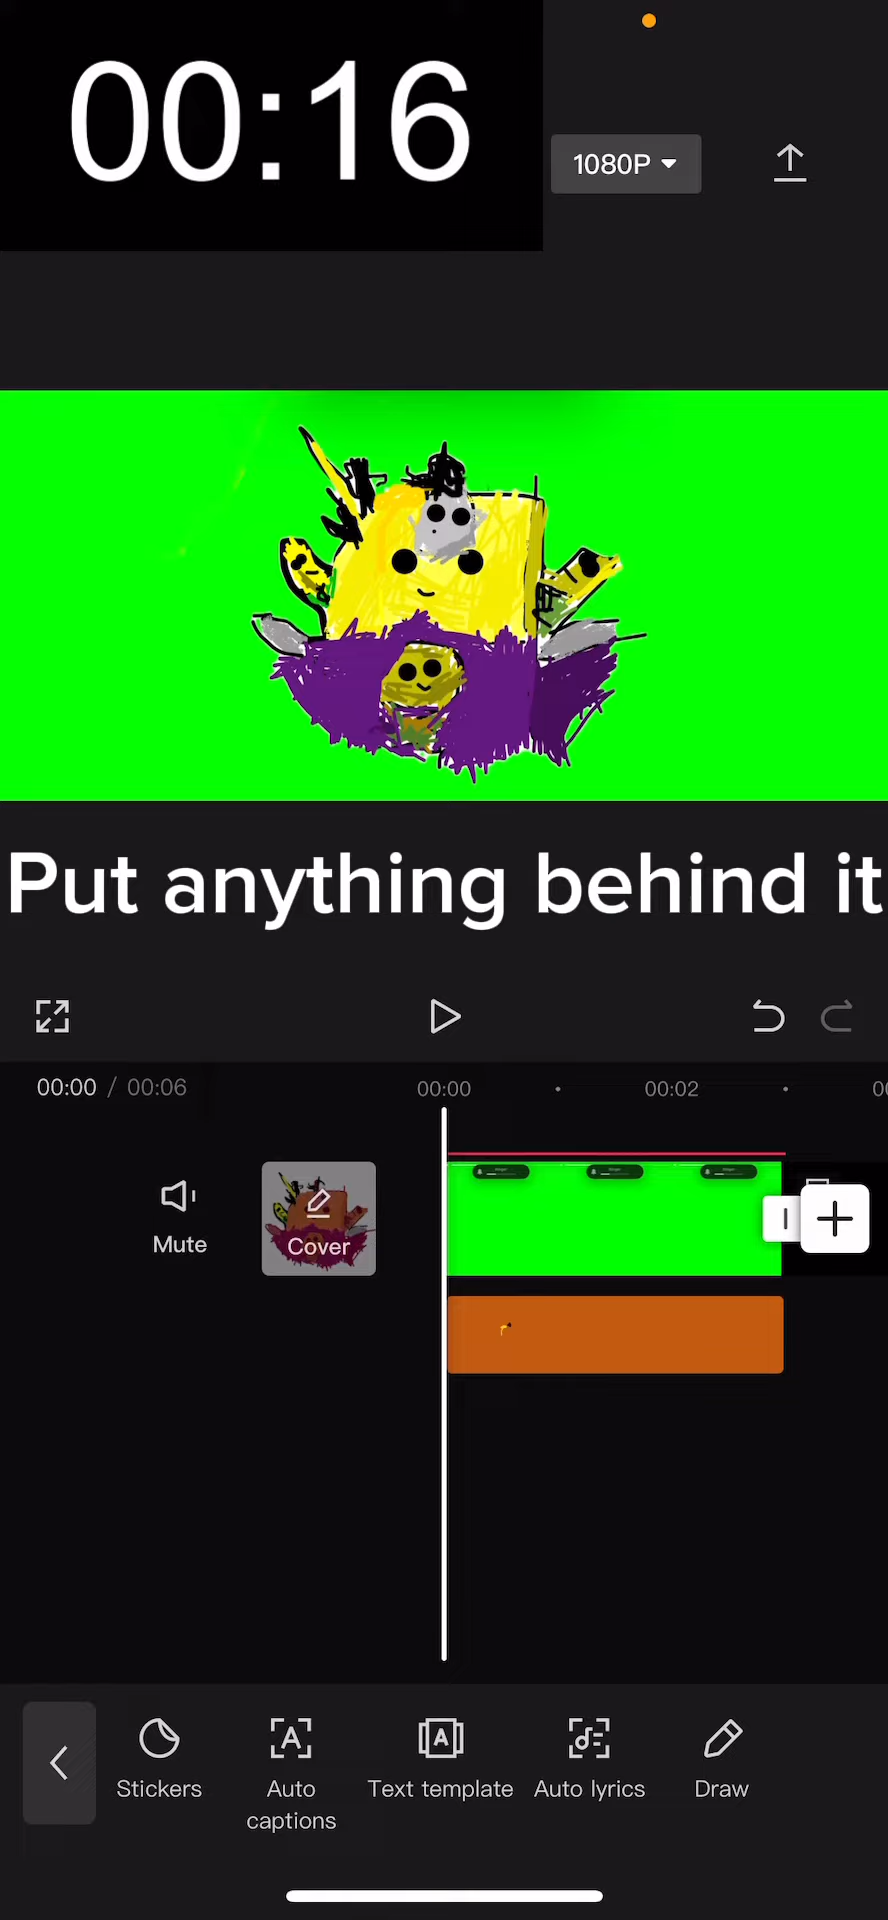 00:16
1080P
Put anything behind it
00:00 / 00:06
00:00
00:02
Mute
Cover
Stickers
Auto captions
Text template
Auto lyrics
Draw